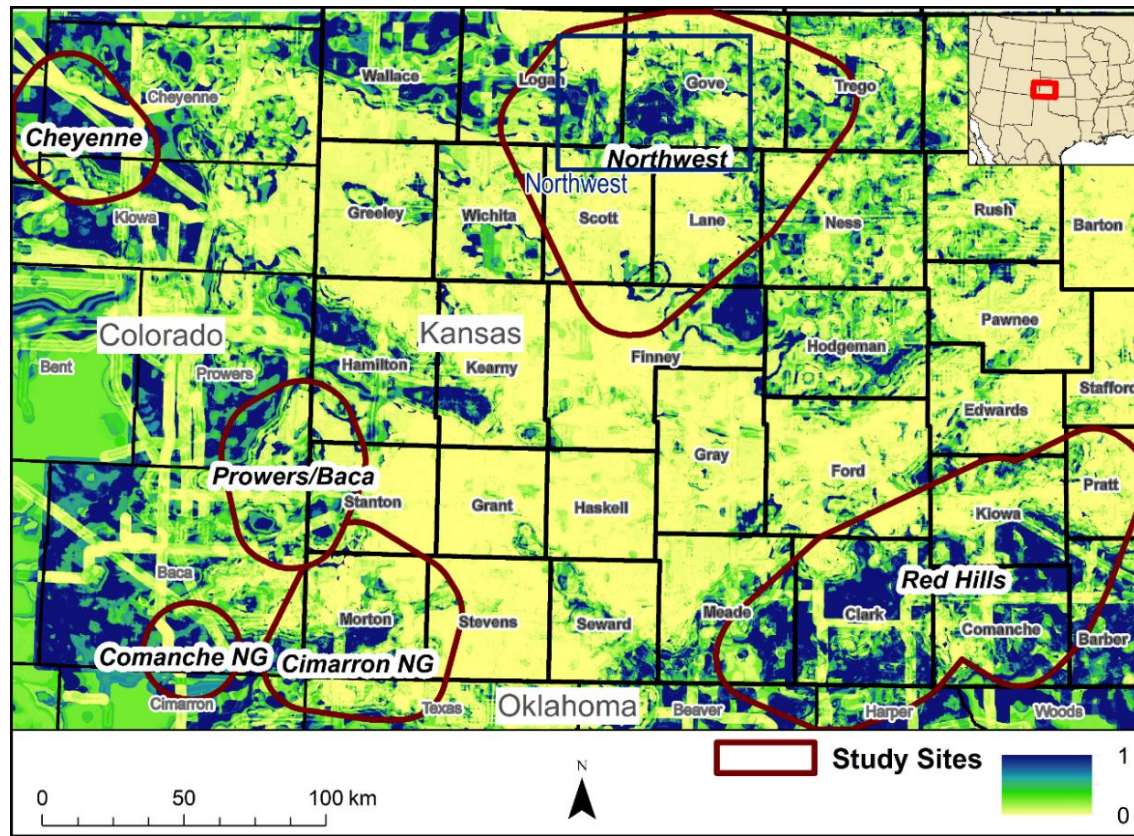 Wallace
Logan
Gove
Trego
Cheyenne
Cheyenne
Northwest
Northwest
Kiowa
Greeley
Wichita
Scott
Lane
Ness
Rush
Barton
Colorado
Kansas
Pawnee
Bent
Prowers
Hamilton
Kearny
Finney
Hodgeman
Stafford
Edwards
Prowers/Baca
Stanton
Grant
Haskell
Gray
Ford
Pratt
Kiowa
Baca
Red Hills
Morton
Stevens
Seward
Meade
Clark
Comanche
Barber
Comanche NG
Cimarron NG
Cimarron
Texas
Oklahoma
Beaver
Harper
Woods
Study Sites
1
0
N
0 50 100 km